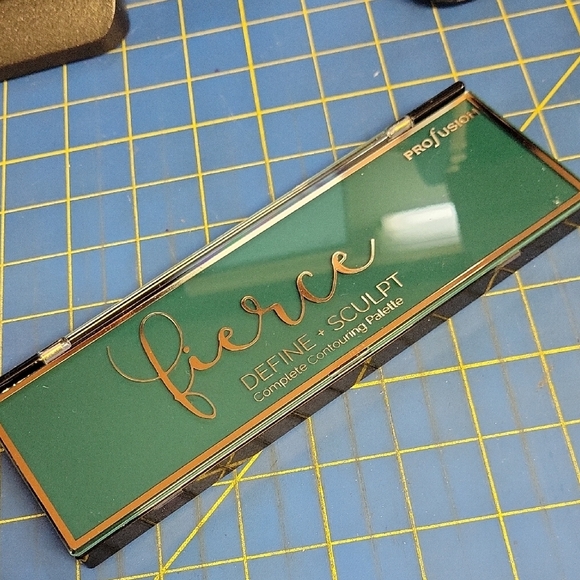 PROFUSION
fierce
DEFINE + SCULPT
Complete Contouring Palette